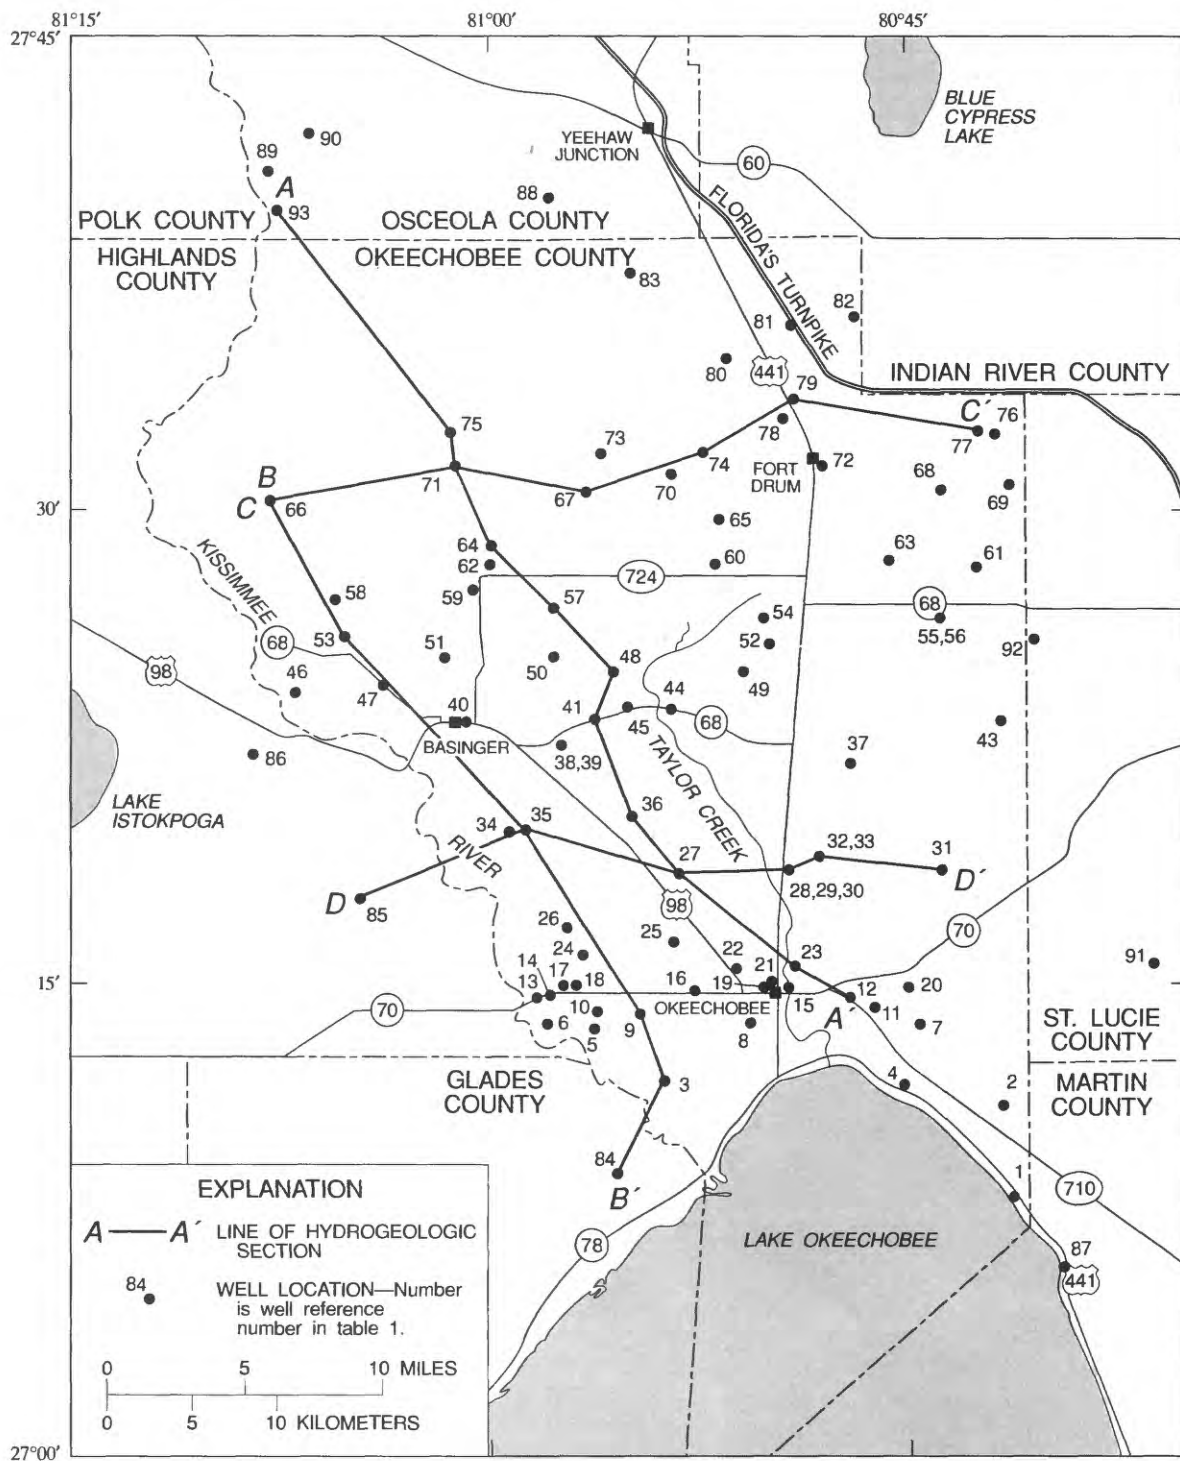 81°15′
81°00′
80°45′
27°45′
BLUE
CYPRESS
LAKE
90
YEEHAW
JUNCTION
60
89
A
88
93
POLK COUNTY
OSCEOLA COUNTY
FLORIDA'S TURNPIKE
HIGHLANDS
COUNTY
OKEECHOBEE COUNTY
83
82
81
80
441
INDIAN RIVER COUNTY
79
C′
76
75
73
78
77
74
72
B
71
FORT
DRUM
68
C
66
67
70
69
30′
65
64
63
61
KISSIMMEE
62
60
724
58
59
57
54
68
53
52
55,56
92
68
51
50
48
98
46
49
47
40
41
44
45
68
43
BASINGER
38,39
TAYLOR CREEK
37
86
LAKE
ISTOKPOGA
36
35
34
32,33
31
RIVER
27
D′
D
28,29,30
85
98
26
25
70
24
22
23
91
14
17
18
21
13
16
19
20
15′
12
OKEECHOBEE
15
11
70
10
A′
6
9
8
7
ST. LUCIE
COUNTY
5
GLADES
COUNTY
3
4
2
MARTIN
COUNTY
84
B′
1
710
EXPLANATION
A
A′
LINE OF HYDROGEOLOGIC
SECTION
78
LAKE OKEECHOBEE
87
441
84
WELL LOCATION—Number
is well reference
number in table 1.
0
5
10 MILES
0
5
10 KILOMETERS
27°00′